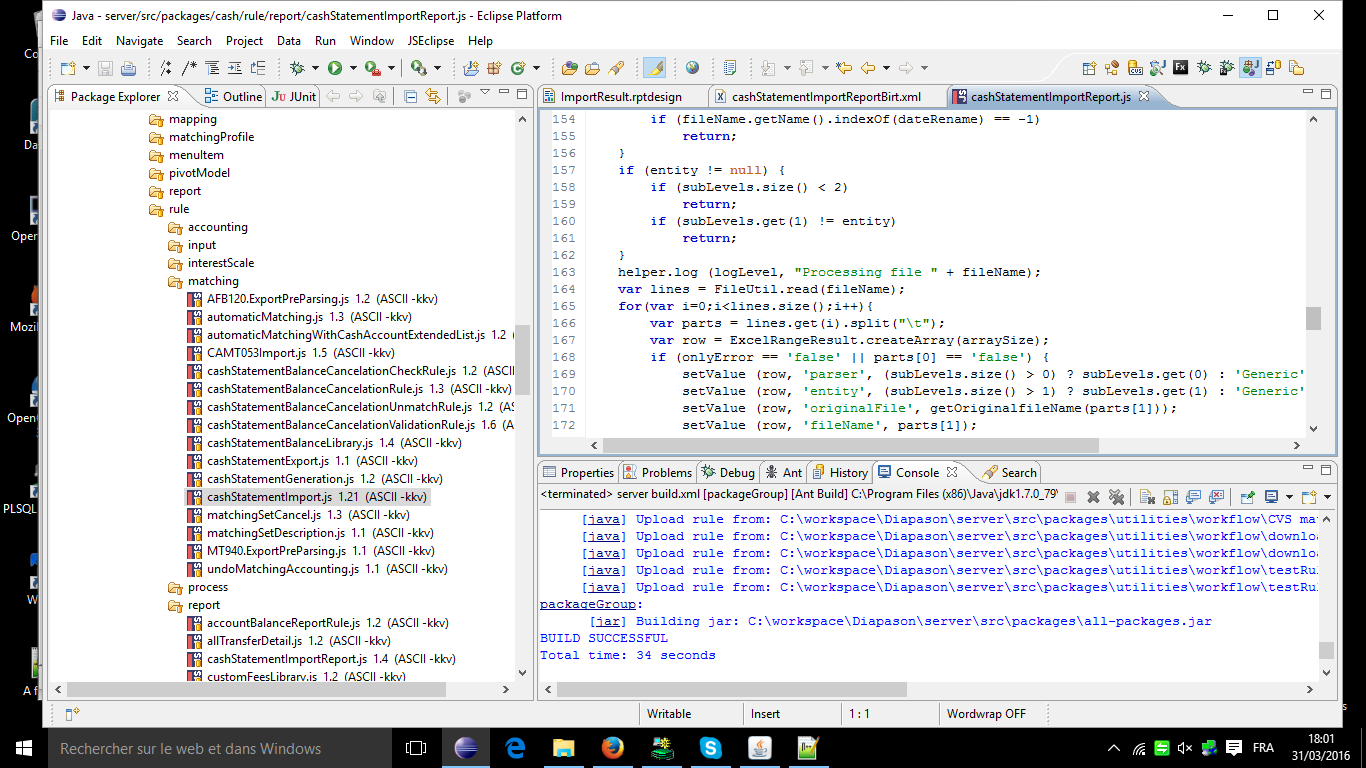 Java - server/src/packages/cash/rule/report/cashStatementImportReport.js - Eclipse Platform
File Edit Navigate Search Project Data Run Window JSEclipse Help
Package Explorer Outline JUnit
mapping
matchingProfile
menuItem
pivotModel
report
rule
accounting
input
interestScale
matching
AFB120.ExportPreParsing.js 1.2 (ASCII -kkv)
automaticMatching.js 1.3 (ASCII -kkv)
automaticMatchingWithCashAccountExtendedList.js 1.2 (
CAMT053Import.js 1.5 (ASCII -kkv)
cashStatementBalanceCancelationCheckRule.js 1.2 (ASCII
cashStatementBalanceCancelationRule.js 1.3 (ASCII -kkv)
cashStatementBalanceCancelationUnmatchRule.js 1.2 (AS
cashStatementBalanceCancelationValidationRule.js 1.6 (A
cashStatementBalanceLibrary.js 1.4 (ASCII -kkv)
cashStatementExport.js 1.1 (ASCII -kkv)
cashStatementGeneration.js 1.2 (ASCII -kkv)
cashStatementImport.js 1.21 (ASCII -kkv)
matchingSetCancel.js 1.3 (ASCII -kkv)
matchingSetDescription.js 1.1 (ASCII -kkv)
MT940.ExportPreParsing.js 1.1 (ASCII -kkv)
undoMatchingAccounting.js 1.1 (ASCII -kkv)
process
report
accountBalanceReportRule.js 1.2 (ASCII -kkv)
allTransferDetail.js 1.2 (ASCII -kkv)
cashStatementImportReport.js 1.4 (ASCII -kkv)
customFeesLibrary.js 1.2 (ASCII -kkv)
ImportResult.rptdesign cashStatementImportReportBirt.xml cashStatementImportReport.js
154 if (fileName.getName().indexOf(dateRename) == -1)
155 return;
156 }
157 if (entity != null) {
158 if (subLevels.size() < 2)
159 return;
160 if (subLevels.get(1) != entity)
161 return;
162 }
163 helper.log (logLevel, "Processing file " + fileName);
164 var lines = FileUtil.read(fileName);
165 for(var i=0;i<lines.size();i++){
166 var parts = lines.get(i).split("\t");
167 var row = ExcelRangeResult.createArray(arraySize);
168 if (onlyError == 'false' || parts[0] == 'false') {
169 setValue (row, 'parser', (subLevels.size() > 0) ? subLevels.get(0) : 'Generic'
170 setValue (row, 'entity', (subLevels.size() > 1) ? subLevels.get(1) : 'Generic'
171 setValue (row, 'originalFile', getOriginalfileName(parts[1]));
172 setValue (row, 'fileName', parts[1]);
Properties Problems Debug Ant History Console Search
<terminated> server build.xml [packageGroup] [Ant Build] C:\Program Files (x86)\Java\jdk1.7.0_79\
[java] Upload rule from: C:\workspace\Diapason\server\src\packages\utilities\workflow\CVS ma
[java] Upload rule from: C:\workspace\Diapason\server\src\packages\utilities\workflow\downlo
[java] Upload rule from: C:\workspace\Diapason\server\src\packages\utilities\workflow\downlo
[java] Upload rule from: C:\workspace\Diapason\server\src\packages\utilities\workflow\testRu
[java] Upload rule from: C:\workspace\Diapason\server\src\packages\utilities\workflow\testRu
packageGroup:
[jar] Building jar: C:\workspace\Diapason\server\src\packages\all-packages.jar
BUILD SUCCESSFUL
Total time: 34 seconds
Writable Insert 1 : 1 Wordwrap OFF
Co
Da
Oper
Mozil
OpenO
PLSQL
W
A f
Rechercher sur le web et dans Windows
FRA
18:01
31/03/2016